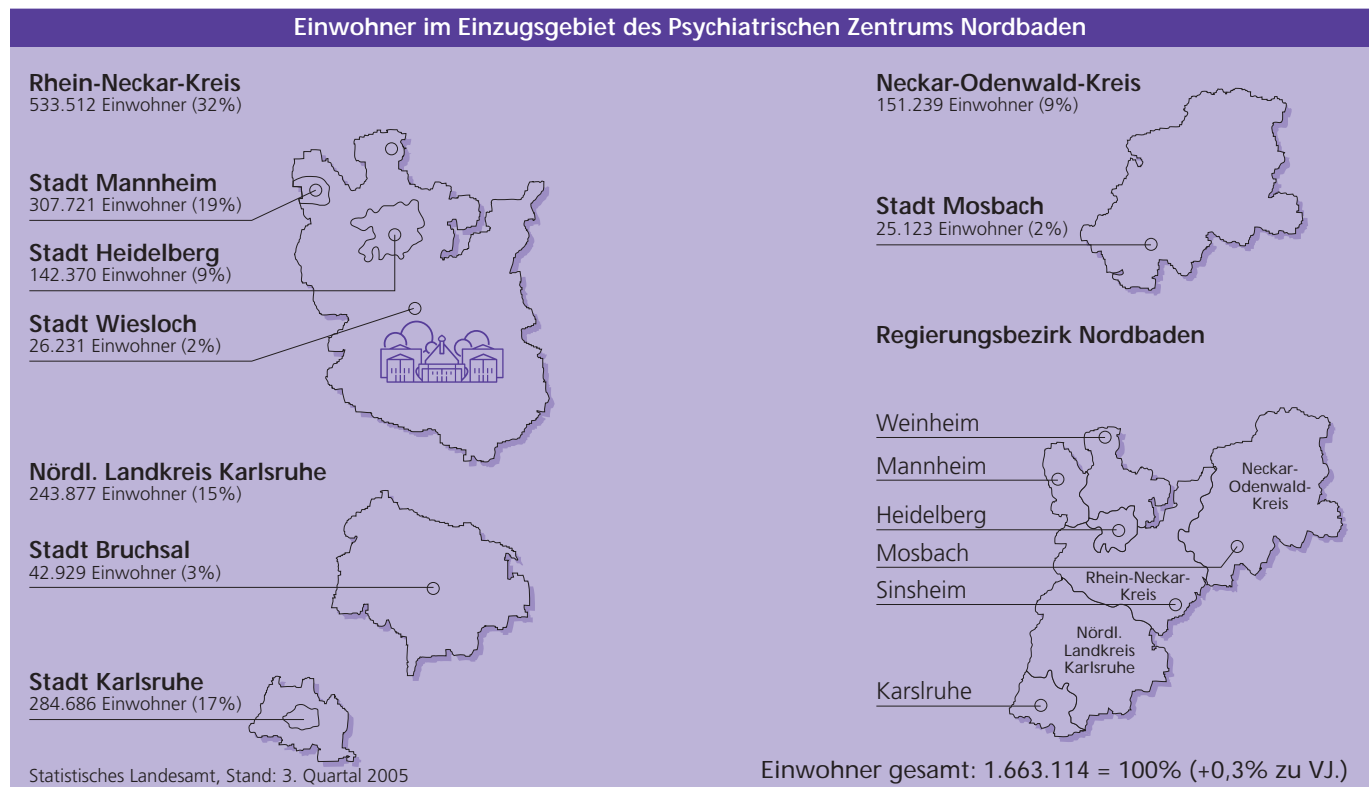 Einwohner im Einzugsgebiet des Psychiatrischen Zentrums Nordbaden
Rhein-Neckar-Kreis
533.512 Einwohner (32%)
Stadt Mannheim
307.721 Einwohner (19%)
Stadt Heidelberg
142.370 Einwohner (9%)
Stadt Wiesloch
26.231 Einwohner (2%)
Nördl. Landkreis Karlsruhe
243.877 Einwohner (15%)
Stadt Bruchsal
42.929 Einwohner (3%)
Stadt Karlsruhe
284.686 Einwohner (17%)
Statistisches Landesamt, Stand: 3. Quartal 2005
Neckar-Odenwald-Kreis
151.239 Einwohner (9%)
Stadt Mosbach
25.123 Einwohner (2%)
Regierungsbezirk Nordbaden
Weinheim
Mannheim
Heidelberg
Mosbach
Sinsheim
Karslruhe
Neckar-
Odenwald-
Kreis
Rhein-Neckar-
Kreis
Nördl.
Landkreis
Karlsruhe
Einwohner gesamt: 1.663.114 = 100% (+0,3% zu VJ.)